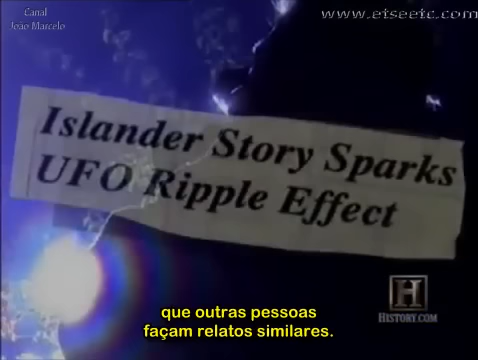 Canal
João Marcelo
www.etseetc.com
Islander Story Sparks
UFO Ripple Effect
H
HISTORY.COM
que outras pessoas
façam relatos similares.